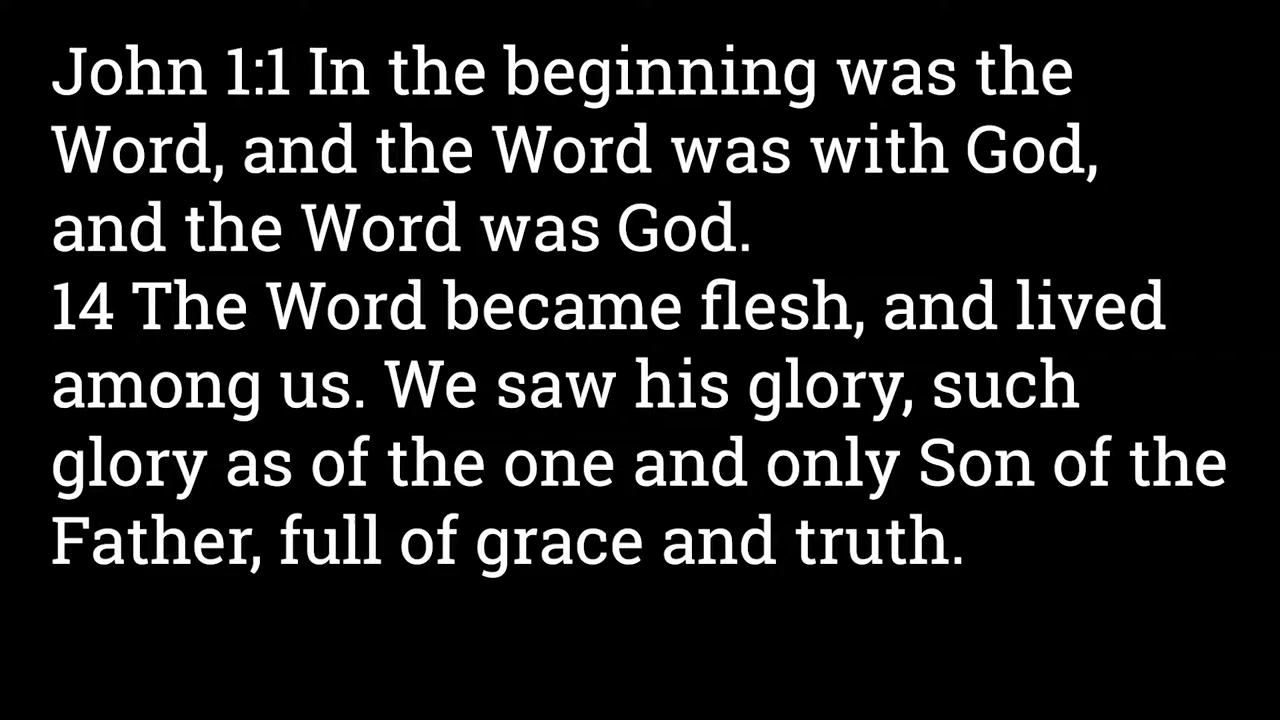 John 1:1 In the beginning was the
Word, and the Word was with God,
and the Word was God.
14 The Word became flesh, and lived
among us. We saw his glory, such
glory as of the one and only Son of the
Father, full of grace and truth.